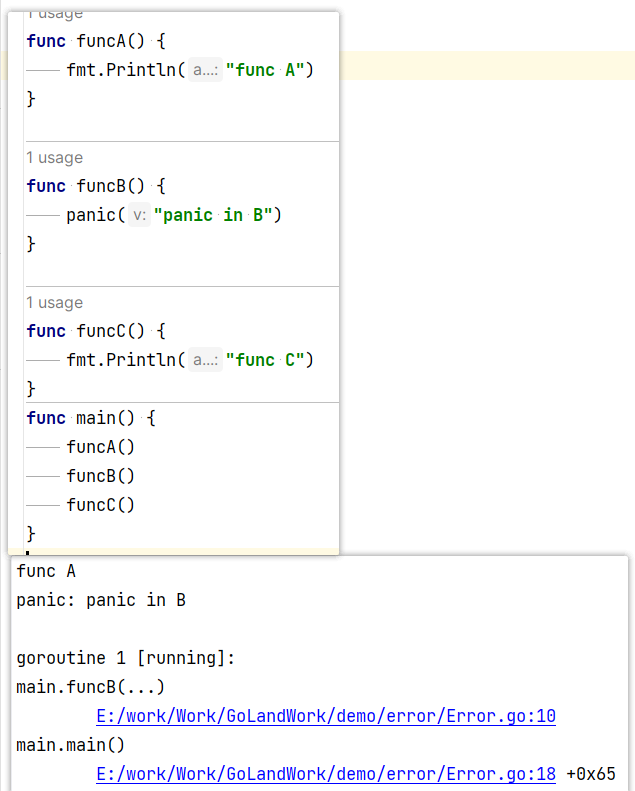 1 usage
func funcA() {
fmt.Println( a...: "func A")
}
1 usage
func funcB() {
panic( v: "panic in B")
}
1 usage
func funcC() {
fmt.Println( a...: "func C")
}
func main() {
funcA()
funcB()
funcC()
}
func A
panic: panic in B
goroutine 1 [running]:
main.funcB(...)
E:/work/Work/GoLandWork/demo/error/Error.go:10
main.main()
E:/work/Work/GoLandWork/demo/error/Error.go:18 +0x65